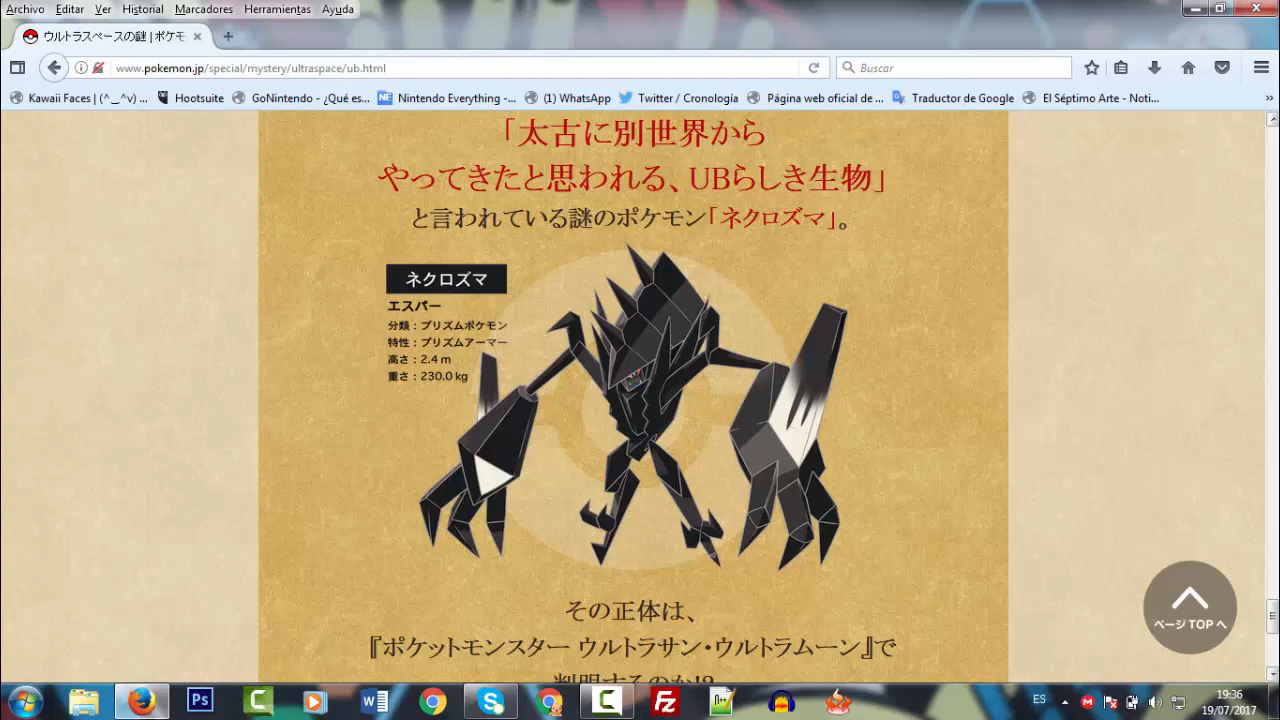 Archivo Editar Ver Historial Marcadores Herramientas Ayuda
ウルトラスペースの謎 | ポケモ
www.pokemon.jp/special/mystery/ultraspace/ub.html
Buscar
Kawaii Faces | (^‿^v) ... Hootsuite GoNintendo - ¿Qué es... Nintendo Everything -... (1) WhatsApp Twitter / Cronología Página web oficial de ... Traductor de Google El Séptimo Arte - Noti...
「太古に別世界から
やってきたと思われる、UBらしき生物」
と言われている謎のポケモン「ネクロズマ」。
ネクロズマ
エスパー
分類：プリズムポケモン
特性：プリズムアーマー
高さ：2.4 m
重さ：230.0 kg
その正体は、
『ポケットモンスター ウルトラサン・ウルトラムーン』で
判明するのか!?
ページTOPへ
ES
19:36
19/07/2017